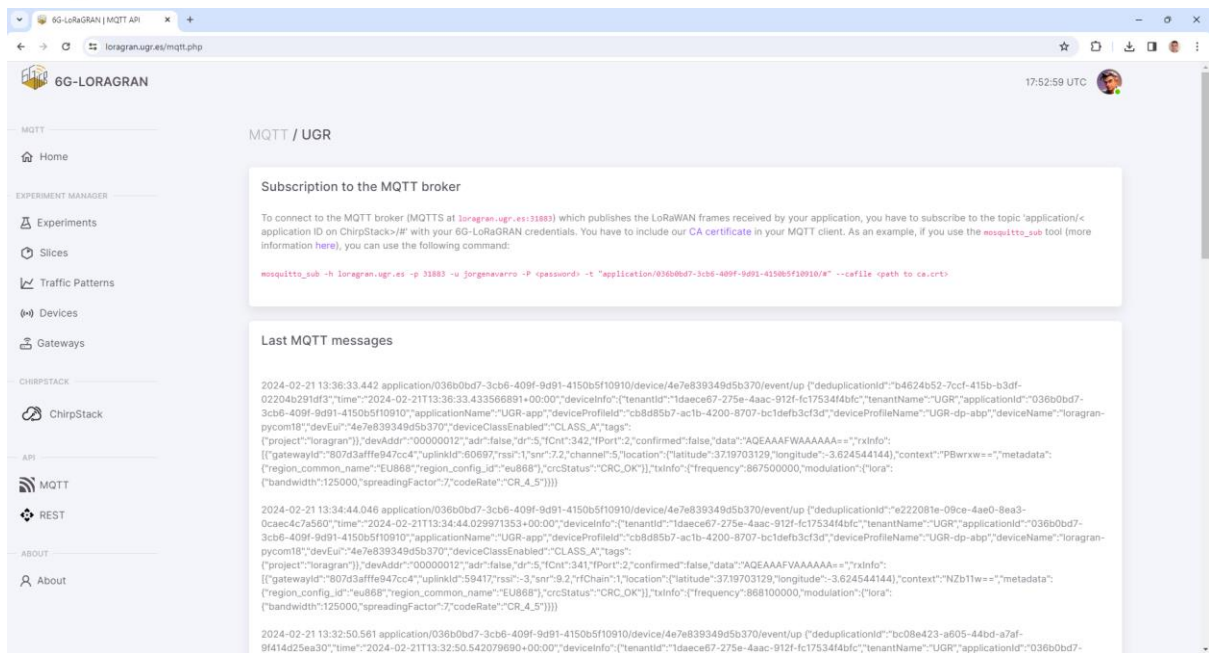 6G-LoRaGRAN | MQTT API
loragran.ugr.es/mqtt.php
6G-LORAGRAN
17:52:59 UTC
MQTT
Home
EXPERIMENT MANAGER
Experiments
Slices
Traffic Patterns
Devices
Gateways
CHIRPSTACK
ChirpStack
API
MQTT
REST
ABOUT
About
MQTT / UGR
Subscription to the MQTT broker
To connect to the MQTT broker (MQTTS at loragran.ugr.es:31883) which publishes the LoRaWAN frames received by your application, you have to subscribe to the topic 'application/<
application ID on ChirpStack>/#' with your 6G-LoRaGRAN credentials. You have to include our CA certificate in your MQTT client. As an example, if you use the mosquitto_sub tool (more
information here), you can use the following command:
mosquitto_sub -h loragran.ugr.es -p 31883 -u jorgenavarro -P <password> -t "application/036b0bd7-3cb6-409f-9d91-4150b5f10910/#" --cafile <path to ca.crt>
Last MQTT messages
2024-02-21 13:36:33.442 application/036b0bd7-3cb6-409f-9d91-4150b5f10910/device/4e7e839349d5b370/event/up {"deduplicationId":"b4624b52-7ccf-415b-b3df-
02204b291df3","time":"2024-02-21T13:36:33.433566891+00:00","deviceInfo":{"tenantId":"1daece67-275e-4aac-912f-fc17534f4bfc","tenantName":"UGR","applicationId":"036b0bd7-
3cb6-409f-9d91-4150b5f10910","applicationName":"UGR-app","deviceProfileId":"cb8d85b7-ac1b-4200-8707-bc1defb3cf3d","deviceProfileName":"UGR-dp-abp","deviceName":"loragran-
pycom18","devEui":"4e7e839349d5b370","deviceClassEnabled":"CLASS_A","tags":
{"project":"loragran"}},"devAddr":"00000012","adr":false,"dr":5,"fCnt":342,"fPort":2,"confirmed":false,"data":"AQEAAAFWAAAAAA==","rxInfo":
[{"gatewayId":"807d3afffe947cc4","uplinkId":60697,"rssi":1,"snr":7.2,"channel":5,"location":{"latitude":37.19703129,"longitude":-3.624544144},"context":"PBwrxw==","metadata":
{"region_common_name":"EU868","region_config_id":"eu868"},"crcStatus":"CRC_OK"}],"txInfo":{"frequency":867500000,"modulation":{"lora":
{"bandwidth":125000,"spreadingFactor":7,"codeRate":"CR_4_5"}}}}
2024-02-21 13:34:44.046 application/036b0bd7-3cb6-409f-9d91-4150b5f10910/device/4e7e839349d5b370/event/up {"deduplicationId":"e222081e-09ce-4ae0-8ea3-
0caec4c7a560","time":"2024-02-21T13:34:44.029971353+00:00","deviceInfo":{"tenantId":"1daece67-275e-4aac-912f-fc17534f4bfc","tenantName":"UGR","applicationId":"036b0bd7-
3cb6-409f-9d91-4150b5f10910","applicationName":"UGR-app","deviceProfileId":"cb8d85b7-ac1b-4200-8707-bc1defb3cf3d","deviceProfileName":"UGR-dp-abp","deviceName":"loragran-
pycom18","devEui":"4e7e839349d5b370","deviceClassEnabled":"CLASS_A","tags":
{"project":"loragran"}},"devAddr":"00000012","adr":false,"dr":5,"fCnt":341,"fPort":2,"confirmed":false,"data":"AQEAAAFVAAAAAA==","rxInfo":
[{"gatewayId":"807d3afffe947cc4","uplinkId":59417,"rssi":-3,"snr":9.2,"rfChain":1,"location":{"latitude":37.19703129,"longitude":-3.624544144},"context":"NZb11w==","metadata":
{"region_config_id":"eu868","region_common_name":"EU868"},"crcStatus":"CRC_OK"}],"txInfo":{"frequency":868100000,"modulation":{"lora":
{"bandwidth":125000,"spreadingFactor":7,"codeRate":"CR_4_5"}}}}
2024-02-21 13:32:50.561 application/036b0bd7-3cb6-409f-9d91-4150b5f10910/device/4e7e839349d5b370/event/up {"deduplicationId":"bc08e423-a605-44bd-a7af-
9f414d25ea30","time":"2024-02-21T13:32:50.542079690+00:00","deviceInfo":{"tenantId":"1daece67-275e-4aac-912f-fc17534f4bfc","tenantName":"UGR","applicationId":"036b0bd7-